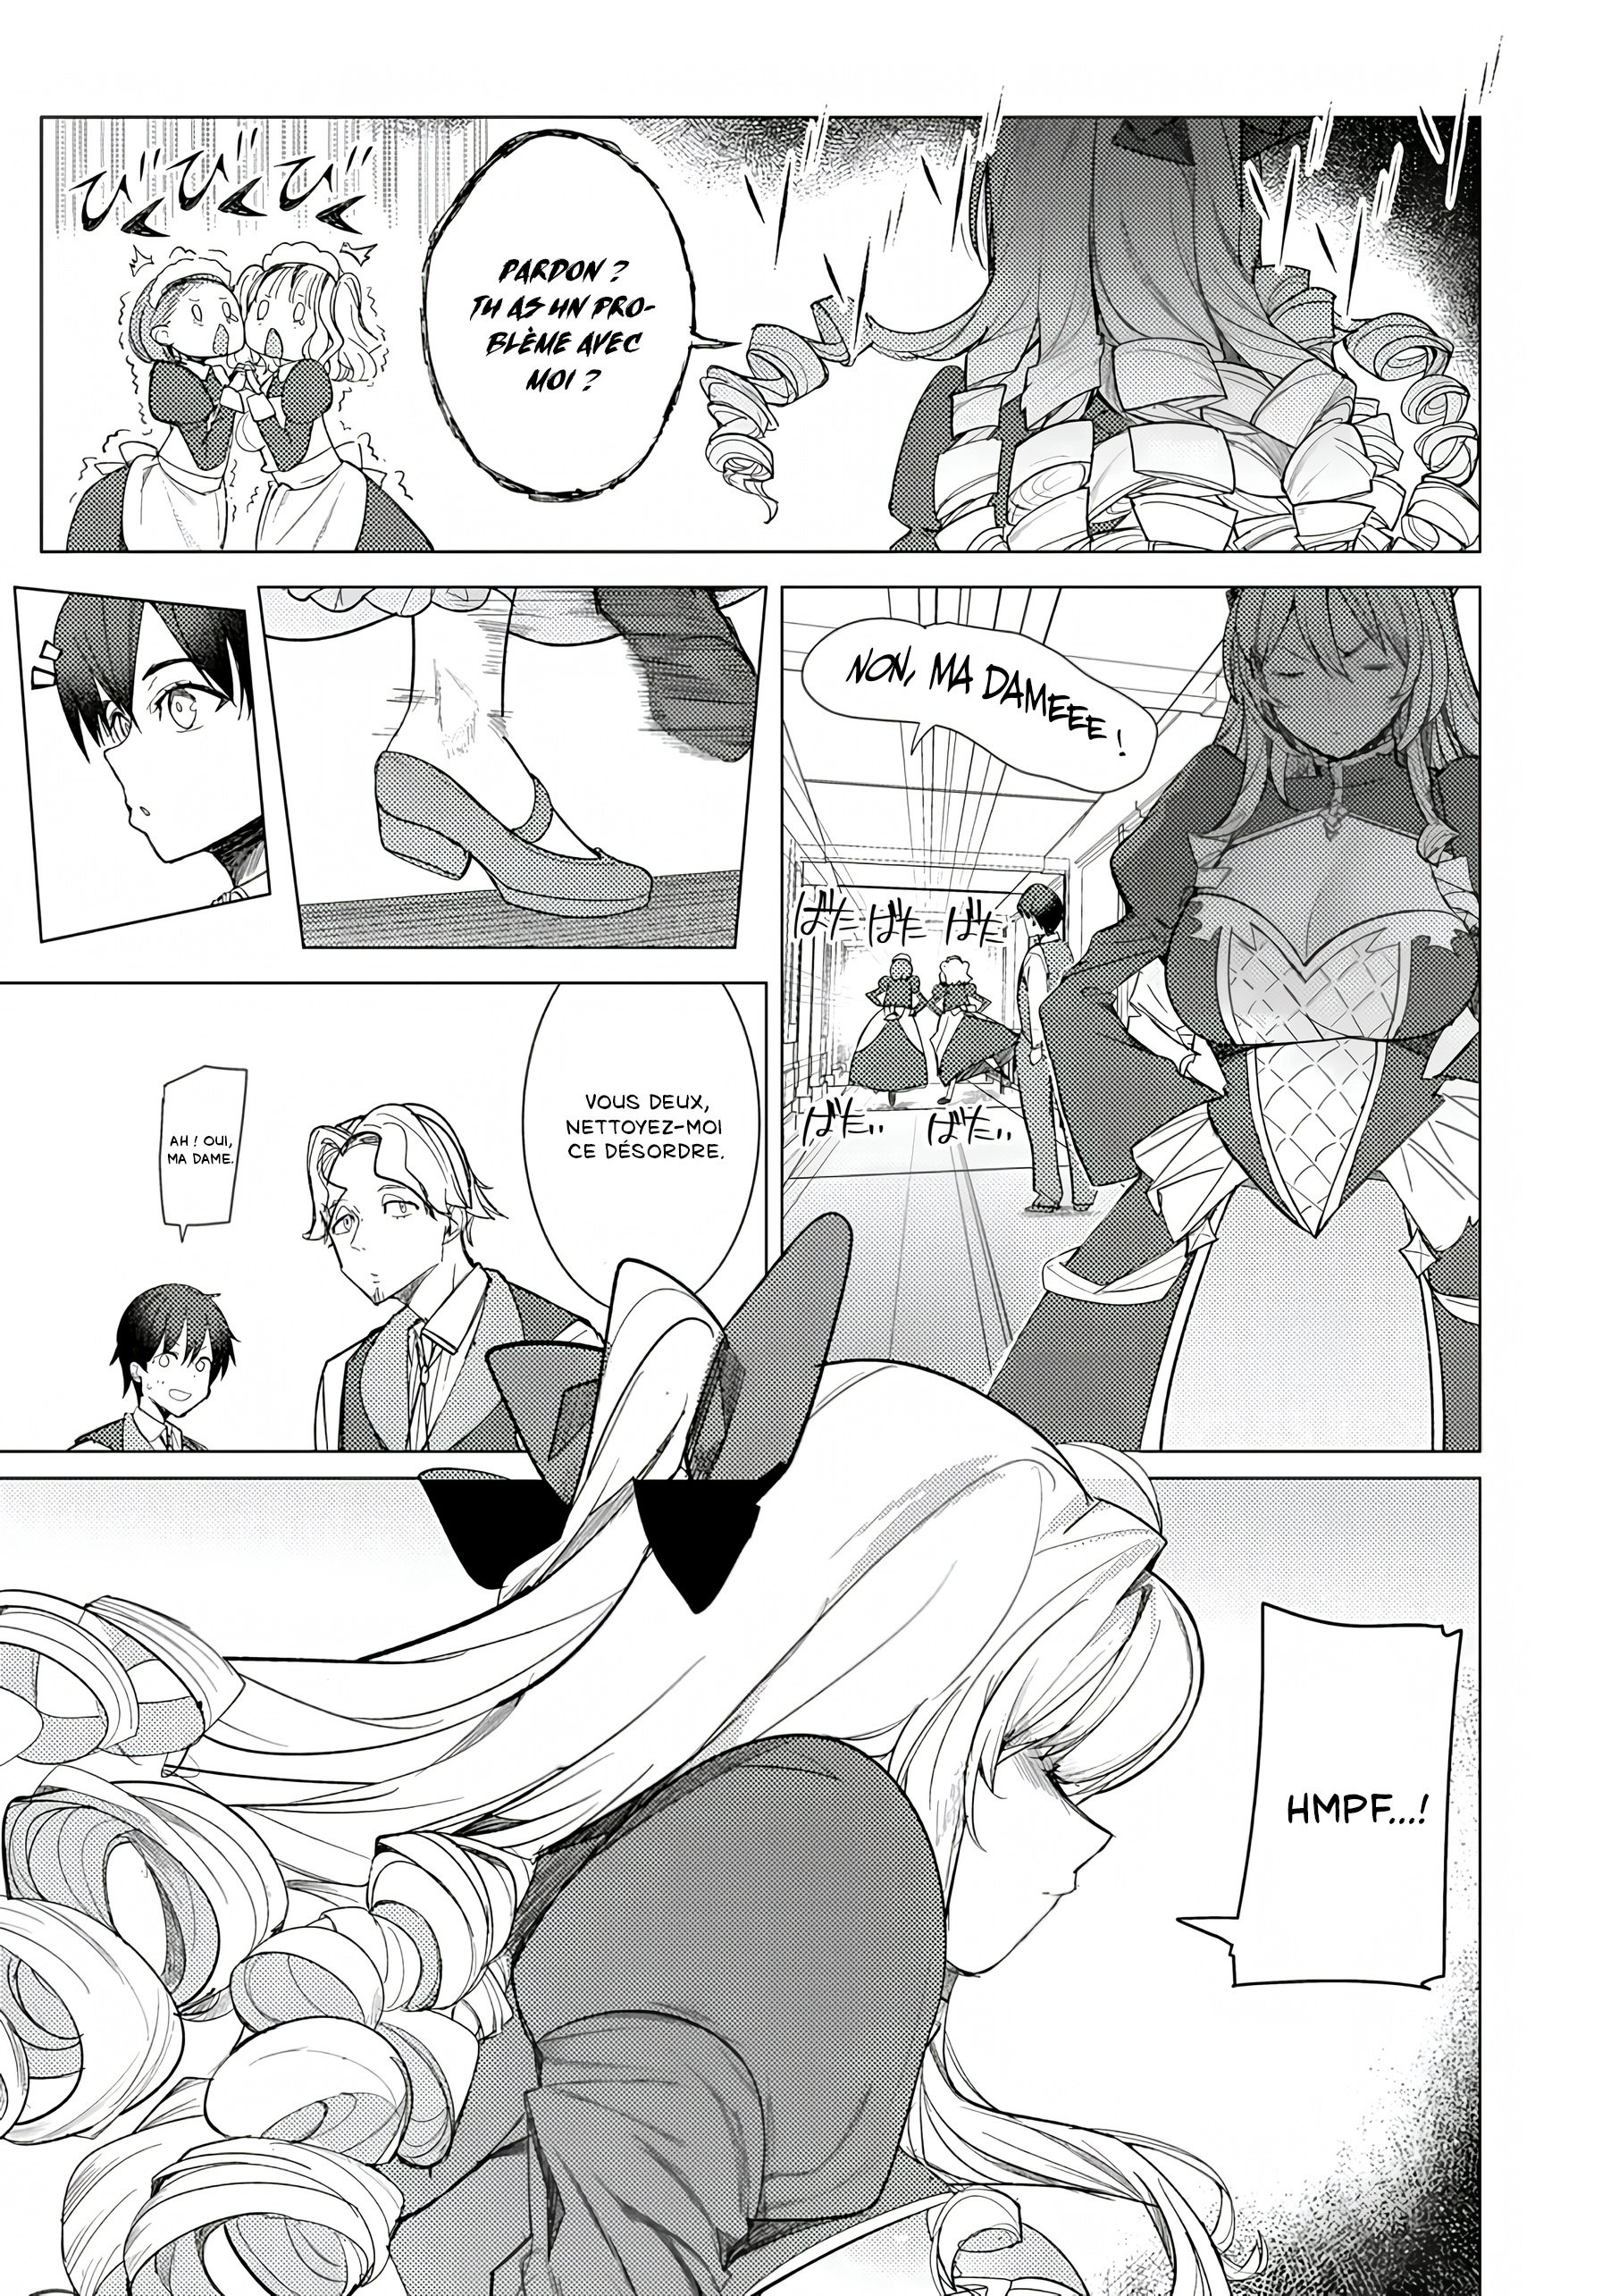 PARDON ?
TU AS UN PRO-
BLÈME AVEC
MOI ?
びくびくびく
NON, MA DAMEEE !
ばた ばた ばた
ばた‥ ばた‥
VOUS DEUX,
NETTOYEZ-MOI
CE DÉSORDRE.
AH ! OUI,
MA DAME.
HMPF...!